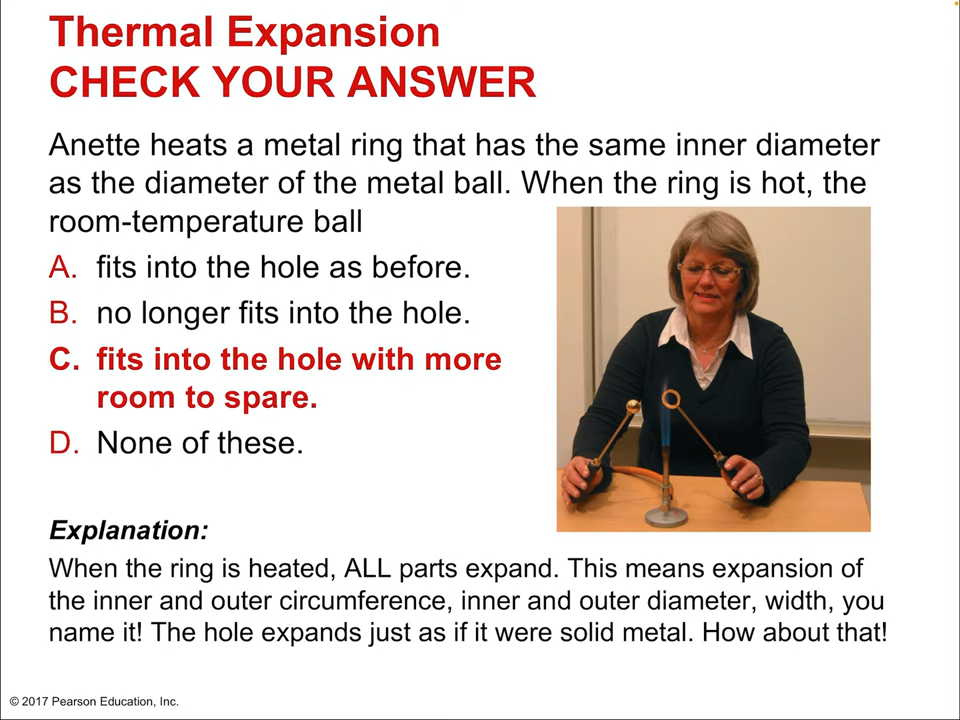 Thermal Expansion
CHECK YOUR ANSWER
Anette heats a metal ring that has the same inner diameter
as the diameter of the metal ball. When the ring is hot, the
room-temperature ball
A. fits into the hole as before.
B. no longer fits into the hole.
C. fits into the hole with more
room to spare.
D. None of these.
Explanation:
When the ring is heated, ALL parts expand. This means expansion of
the inner and outer circumference, inner and outer diameter, width, you
name it! The hole expands just as if it were solid metal. How about that!
© 2017 Pearson Education, Inc.